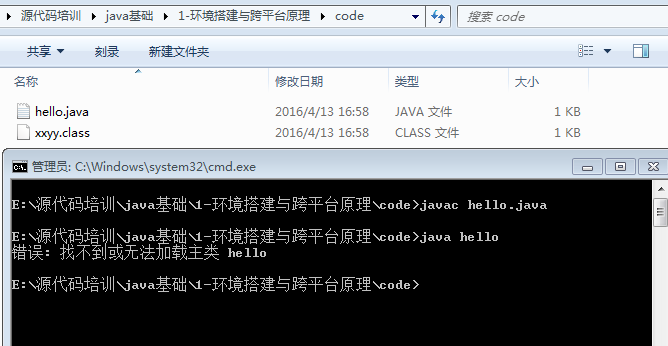 源代码培训 ▸ java基础 ▸ 1-环境搭建与跨平台原理 ▸ code
搜索 code
共享 刻录 新建文件夹
名称 修改日期 类型 大小
hello.java 2016/4/13 16:58 JAVA 文件 1 KB
xxyy.class 2016/4/13 16:58 CLASS 文件 1 KB
管理员: C:\Windows\system32\cmd.exe
E:\源代码培训\java基础\1-环境搭建与跨平台原理\code>javac hello.java
E:\源代码培训\java基础\1-环境搭建与跨平台原理\code>java hello
错误: 找不到或无法加载主类 hello
E:\源代码培训\java基础\1-环境搭建与跨平台原理\code>